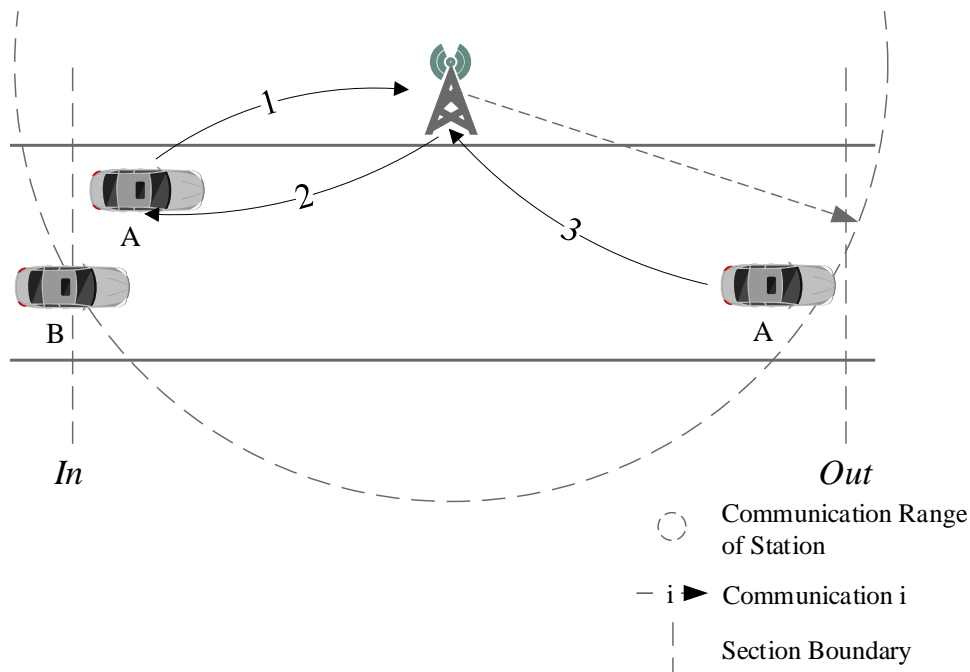 1
2
3
A
B
A
In
Out
Communication Range
of Station
i
Communication i
Section Boundary